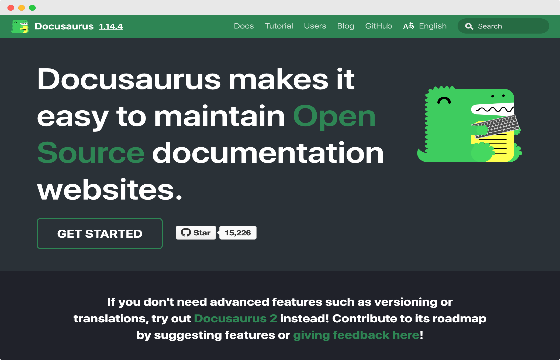 Docusaurus 1.14.4 Docs Tutorial Users Blog GitHub English Search
Docusaurus makes it
easy to maintain Open
Source documentation
websites.
GET STARTED Star 15,226
If you don't need advanced features such as versioning or
translations, try out Docusaurus 2 instead! Contribute to its roadmap
by suggesting features or giving feedback here!